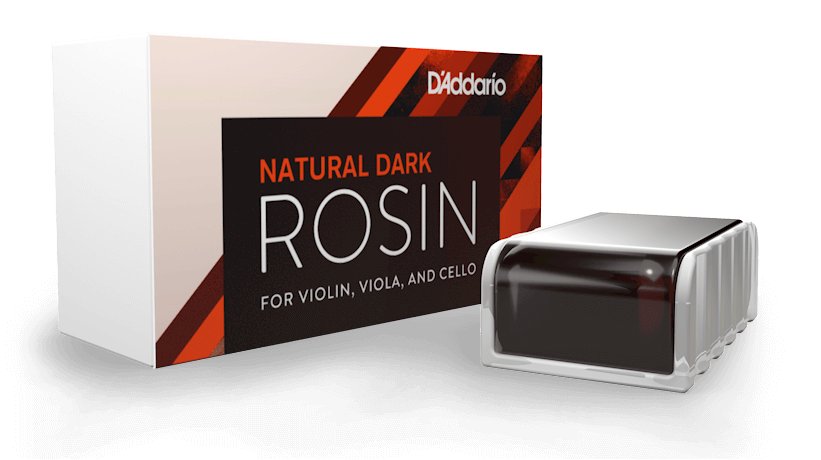 D'Addario
NATURAL DARK
ROSIN
FOR VIOLIN, VIOLA, AND CELLO